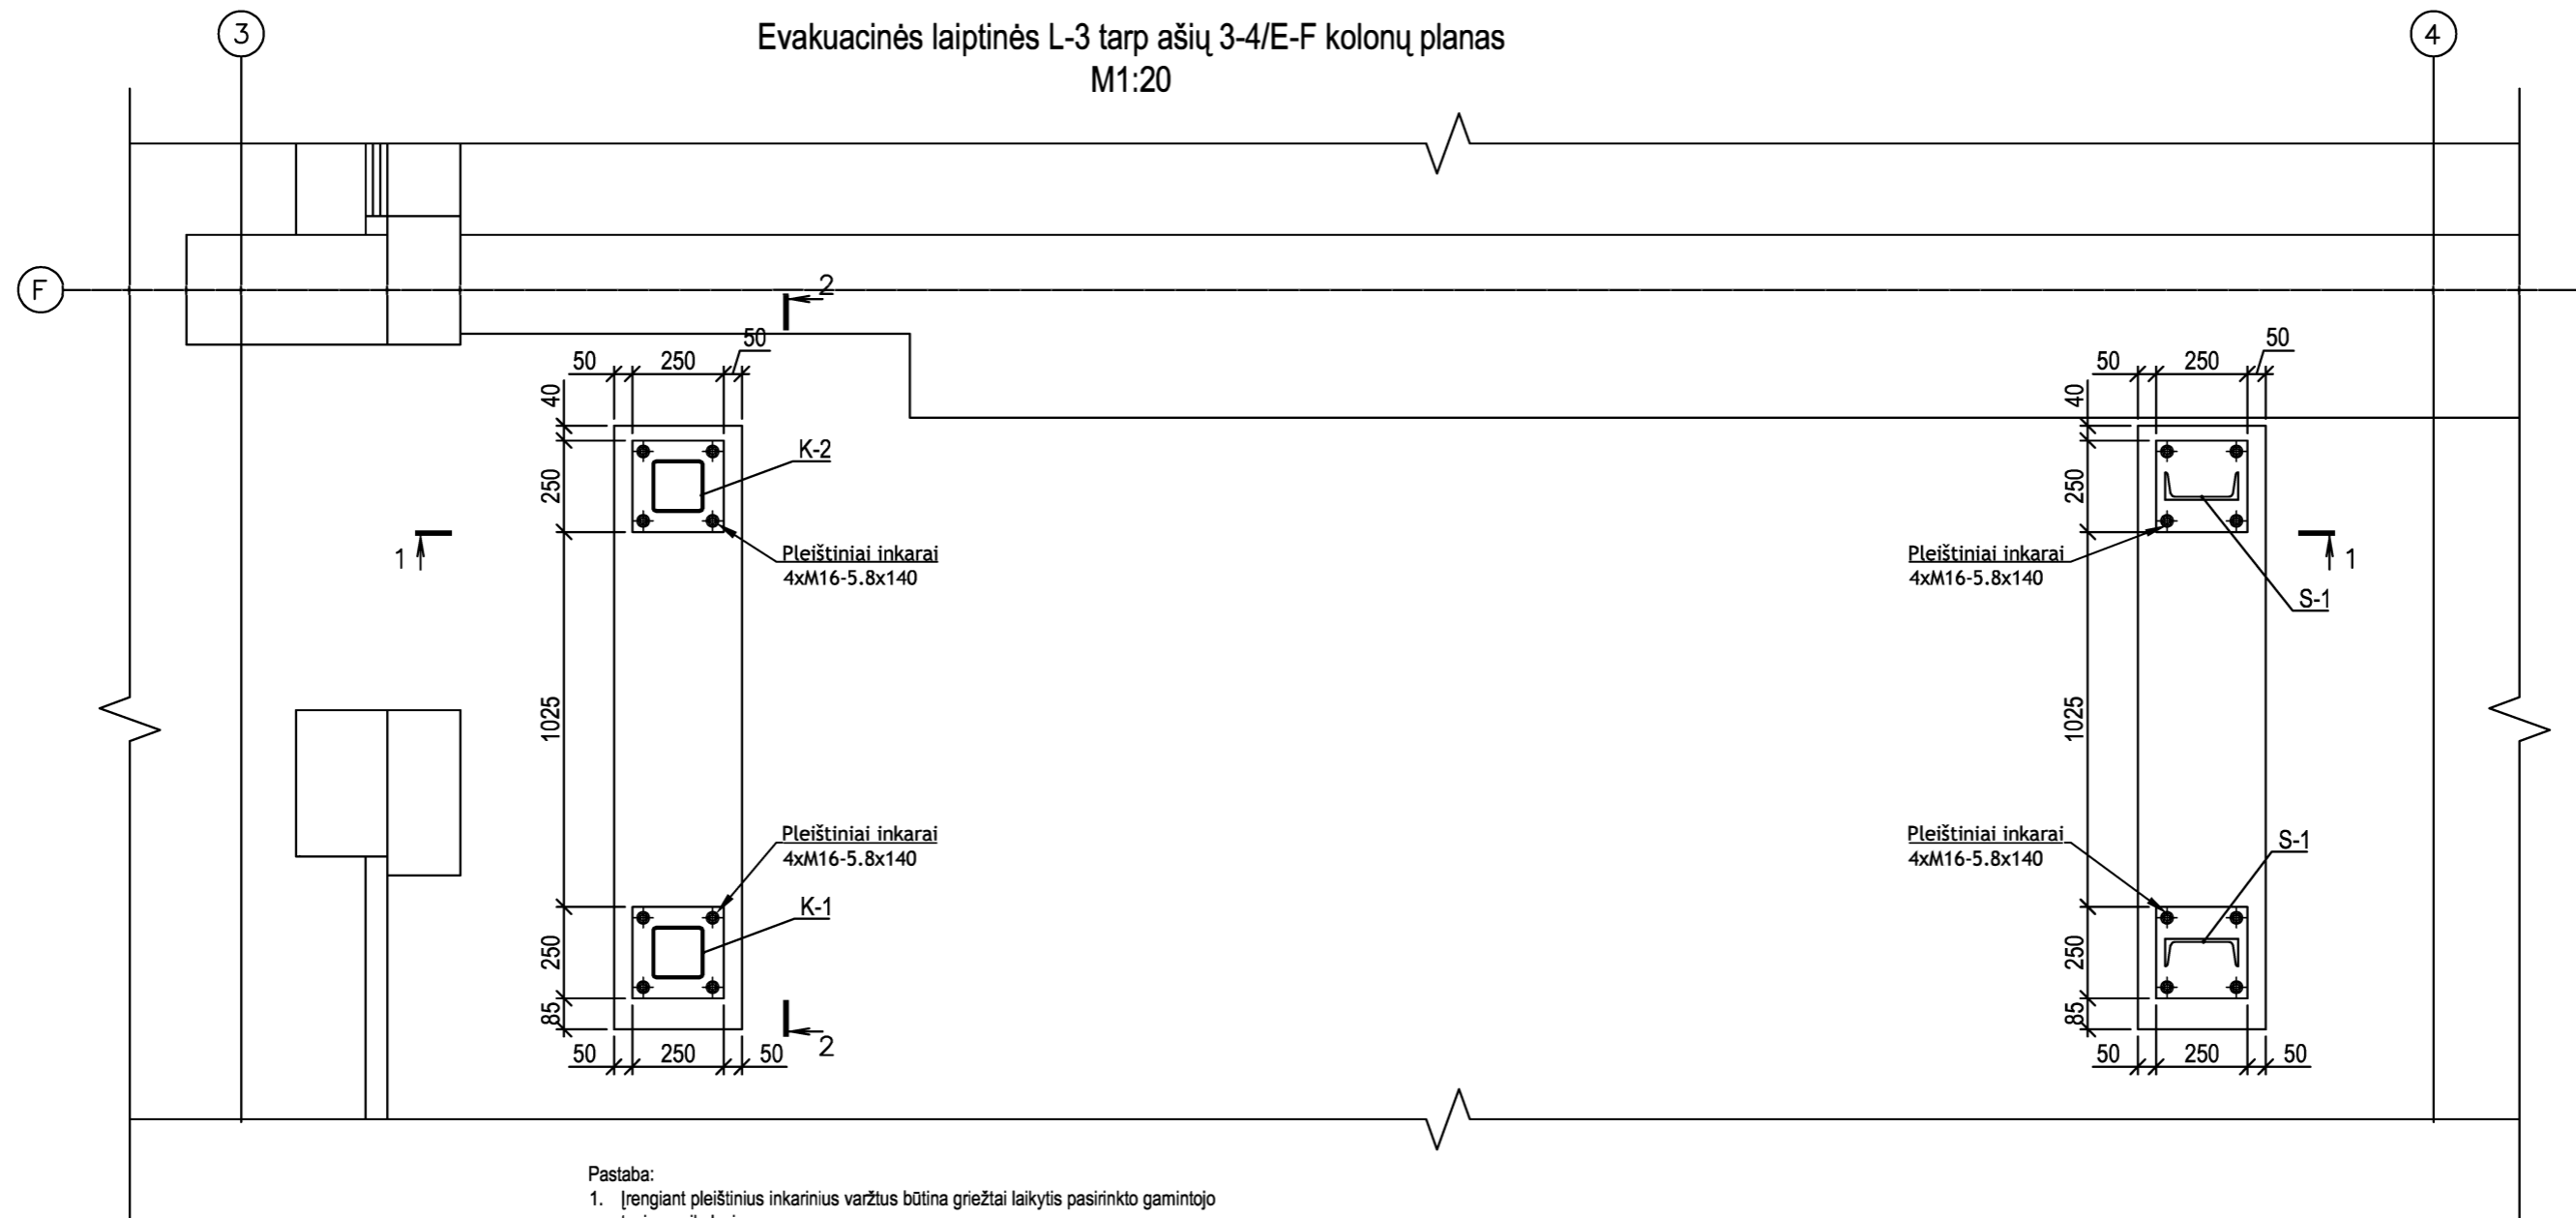 3
Evakuacinės laiptinės L-3 tarp ašių 3-4/E-F kolonų planas
M1:20
4
F
2
50
250
50
40
250
1025
250
85
K-2
Pleištiniai inkarai
4xM16-5.8x140
1
Pleištiniai inkarai
4xM16-5.8x140
K-1
50
250
50
2
50
250
50
40
250
1025
250
85
Pleištiniai inkarai
4xM16-5.8x140
1
S-1
Pleištiniai inkarai
4xM16-5.8x140
S-1
50
250
50
Pastaba:
1. Įrengiant pleištinius inkarinius varžtus būtina griežtai laikytis pasirinkto gamintojo